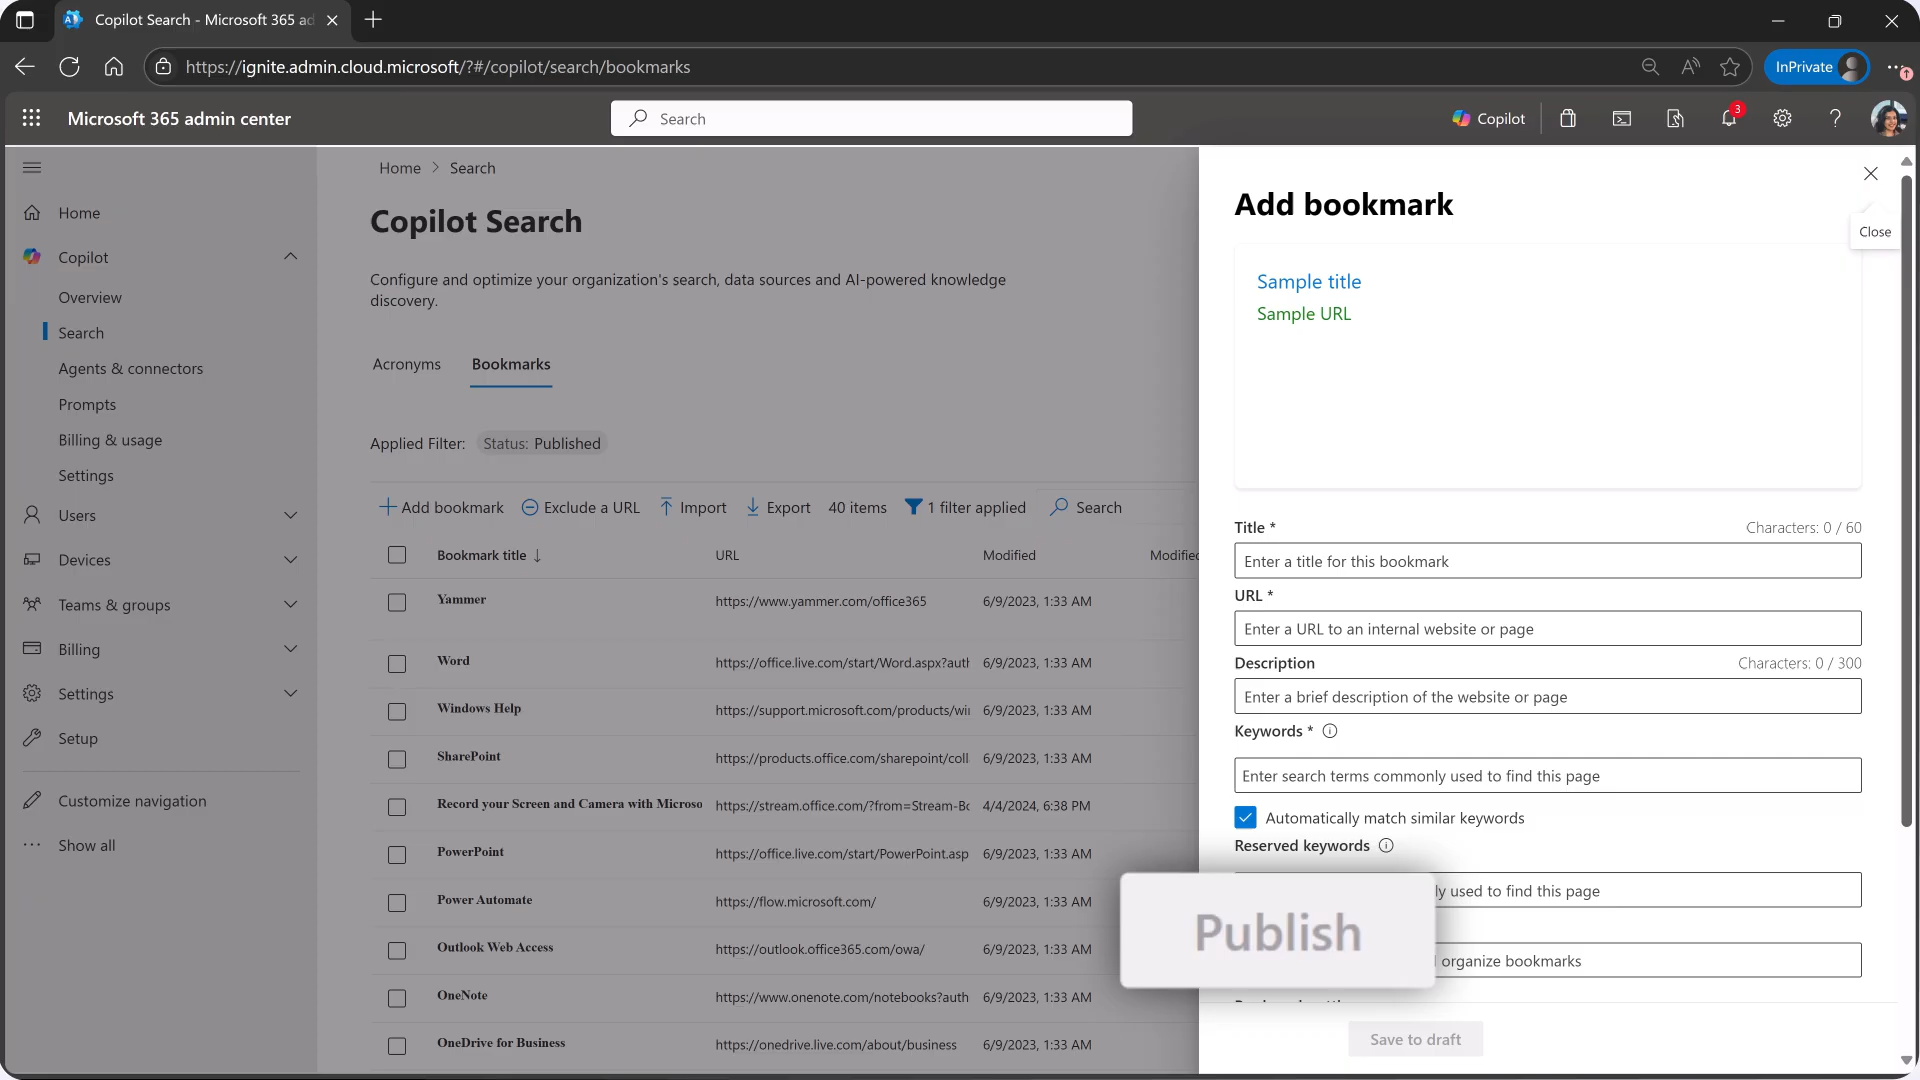 Copilot Search - Microsoft 365 ad
https://ignite.admin.cloud.microsoft/?#/copilot/search/bookmarks
InPrivate
Microsoft 365 admin center
Search
Copilot
3
Home
Copilot
Overview
Search
Agents & connectors
Prompts
Billing & usage
Settings
Users
Devices
Teams & groups
Billing
Settings
Setup
Customize navigation
Show all
Home > Search
Copilot Search
Configure and optimize your organization's search, data sources and AI-powered knowledge
discovery.
Acronyms Bookmarks
Applied Filter: Status: Published
Add bookmark Exclude a URL Import Export 40 items 1 filter applied Search
Bookmark title ↓ URL Modified Modified
Yammer https://www.yammer.com/office365 6/9/2023, 1:33 AM
Word https://office.live.com/start/Word.aspx?auth 6/9/2023, 1:33 AM
Windows Help https://support.microsoft.com/products/wi 6/9/2023, 1:33 AM
SharePoint https://products.office.com/sharepoint/coll 6/9/2023, 1:33 AM
Record your Screen and Camera with Microso https://stream.office.com/?from=Stream-Bo 4/4/2024, 6:38 PM
PowerPoint https://office.live.com/start/PowerPoint.asp 6/9/2023, 1:33 AM
Power Automate https://flow.microsoft.com/ 6/9/2023, 1:33 AM
Outlook Web Access https://outlook.office365.com/owa/ 6/9/2023, 1:33 AM
OneNote https://www.onenote.com/notebooks?auth 6/9/2023, 1:33 AM
OneDrive for Business https://onedrive.live.com/about/business 6/9/2023, 1:33 AM
Add bookmark
Close
Sample title
Sample URL
Title * Characters: 0 / 60
Enter a title for this bookmark
URL *
Enter a URL to an internal website or page
Description Characters: 0 / 300
Enter a brief description of the website or page
Keywords *
Enter search terms commonly used to find this page
Automatically match similar keywords
Reserved keywords
used to find this page
Publish
organize bookmarks
Save to draft